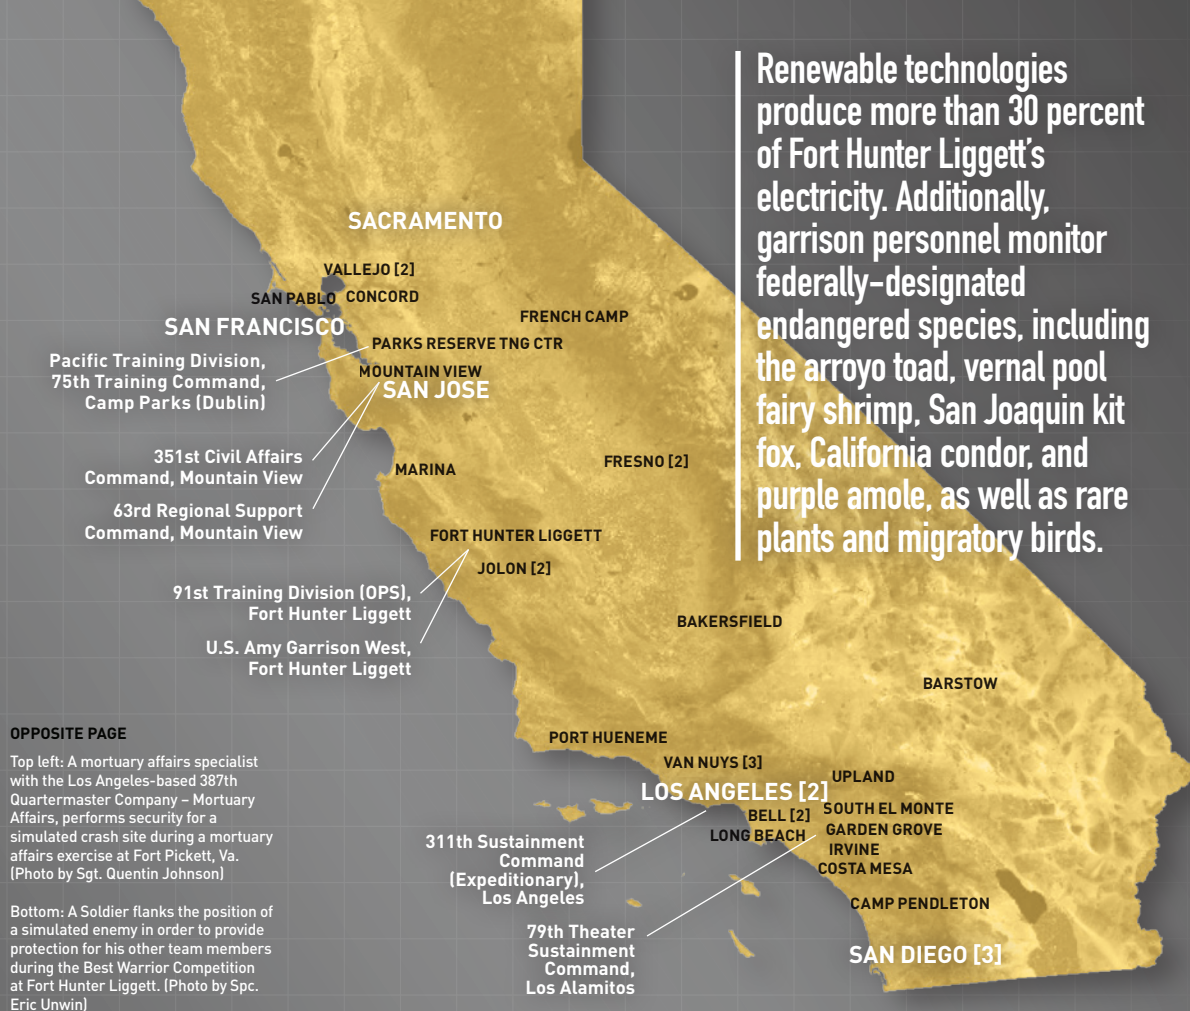 Renewable technologies
produce more than 30 percent
of Fort Hunter Liggett’s
electricity. Additionally,
garrison personnel monitor
federally-designated
endangered species, including
the arroyo toad, vernal pool
fairy shrimp, San Joaquin kit
fox, California condor, and
purple amole, as well as rare
plants and migratory birds.
SACRAMENTO
VALLEJO [2]
SAN PABLO
CONCORD
FRENCH CAMP
SAN FRANCISCO
PARKS RESERVE TNG CTR
Pacific Training Division,
75th Training Command,
Camp Parks (Dublin)
MOUNTAIN VIEW
SAN JOSE
351st Civil Affairs
Command, Mountain View
63rd Regional Support
Command, Mountain View
MARINA
FRESNO [2]
FORT HUNTER LIGGETT
JOLON [2]
91st Training Division (OPS),
Fort Hunter Liggett
U.S. Amy Garrison West,
Fort Hunter Liggett
BAKERSFIELD
BARSTOW
PORT HUENEME
VAN NUYS [3]
UPLAND
LOS ANGELES [2]
SOUTH EL MONTE
BELL [2]
GARDEN GROVE
LONG BEACH
IRVINE
COSTA MESA
311th Sustainment
Command
(Expeditionary),
Los Angeles
CAMP PENDLETON
79th Theater
Sustainment
Command,
Los Alamitos
SAN DIEGO [3]
OPPOSITE PAGE
Top left: A mortuary affairs specialist
with the Los Angeles-based 387th
Quartermaster Company – Mortuary
Affairs, performs security for a
simulated crash site during a mortuary
affairs exercise at Fort Pickett, Va.
(Photo by Sgt. Quentin Johnson)
Bottom: A Soldier flanks the position of
a simulated enemy in order to provide
protection for his other team members
during the Best Warrior Competition
at Fort Hunter Liggett. (Photo by Spc.
Eric Unwin)